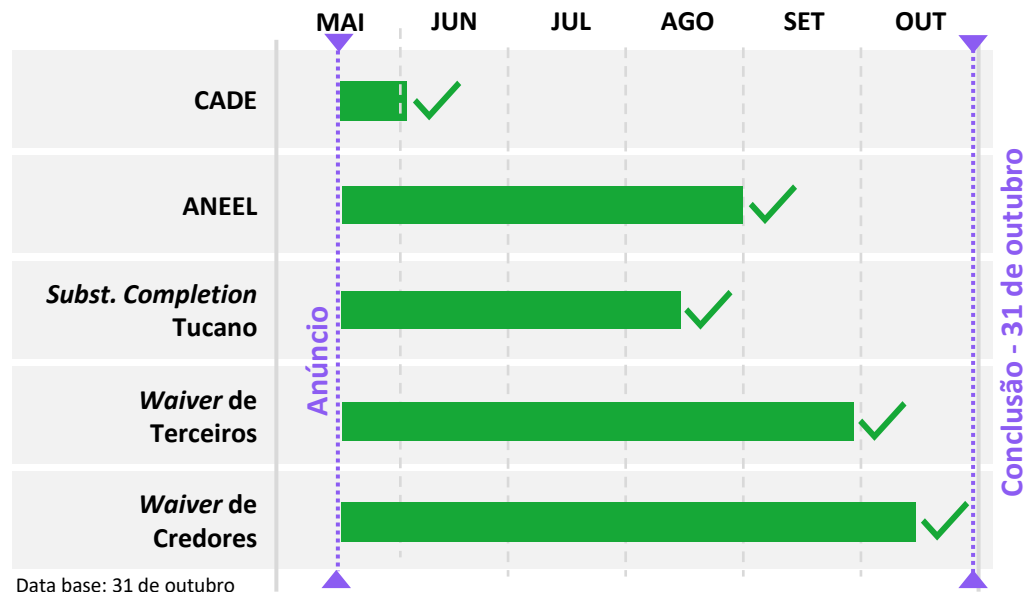 MAI JUN JUL AGO SET OUT
CADE
ANEEL
Subst. Completion
Tucano
Waiver de
Terceiros
Waiver de
Credores
Anúncio
Conclusão - 31 de outubro
Data base: 31 de outubro